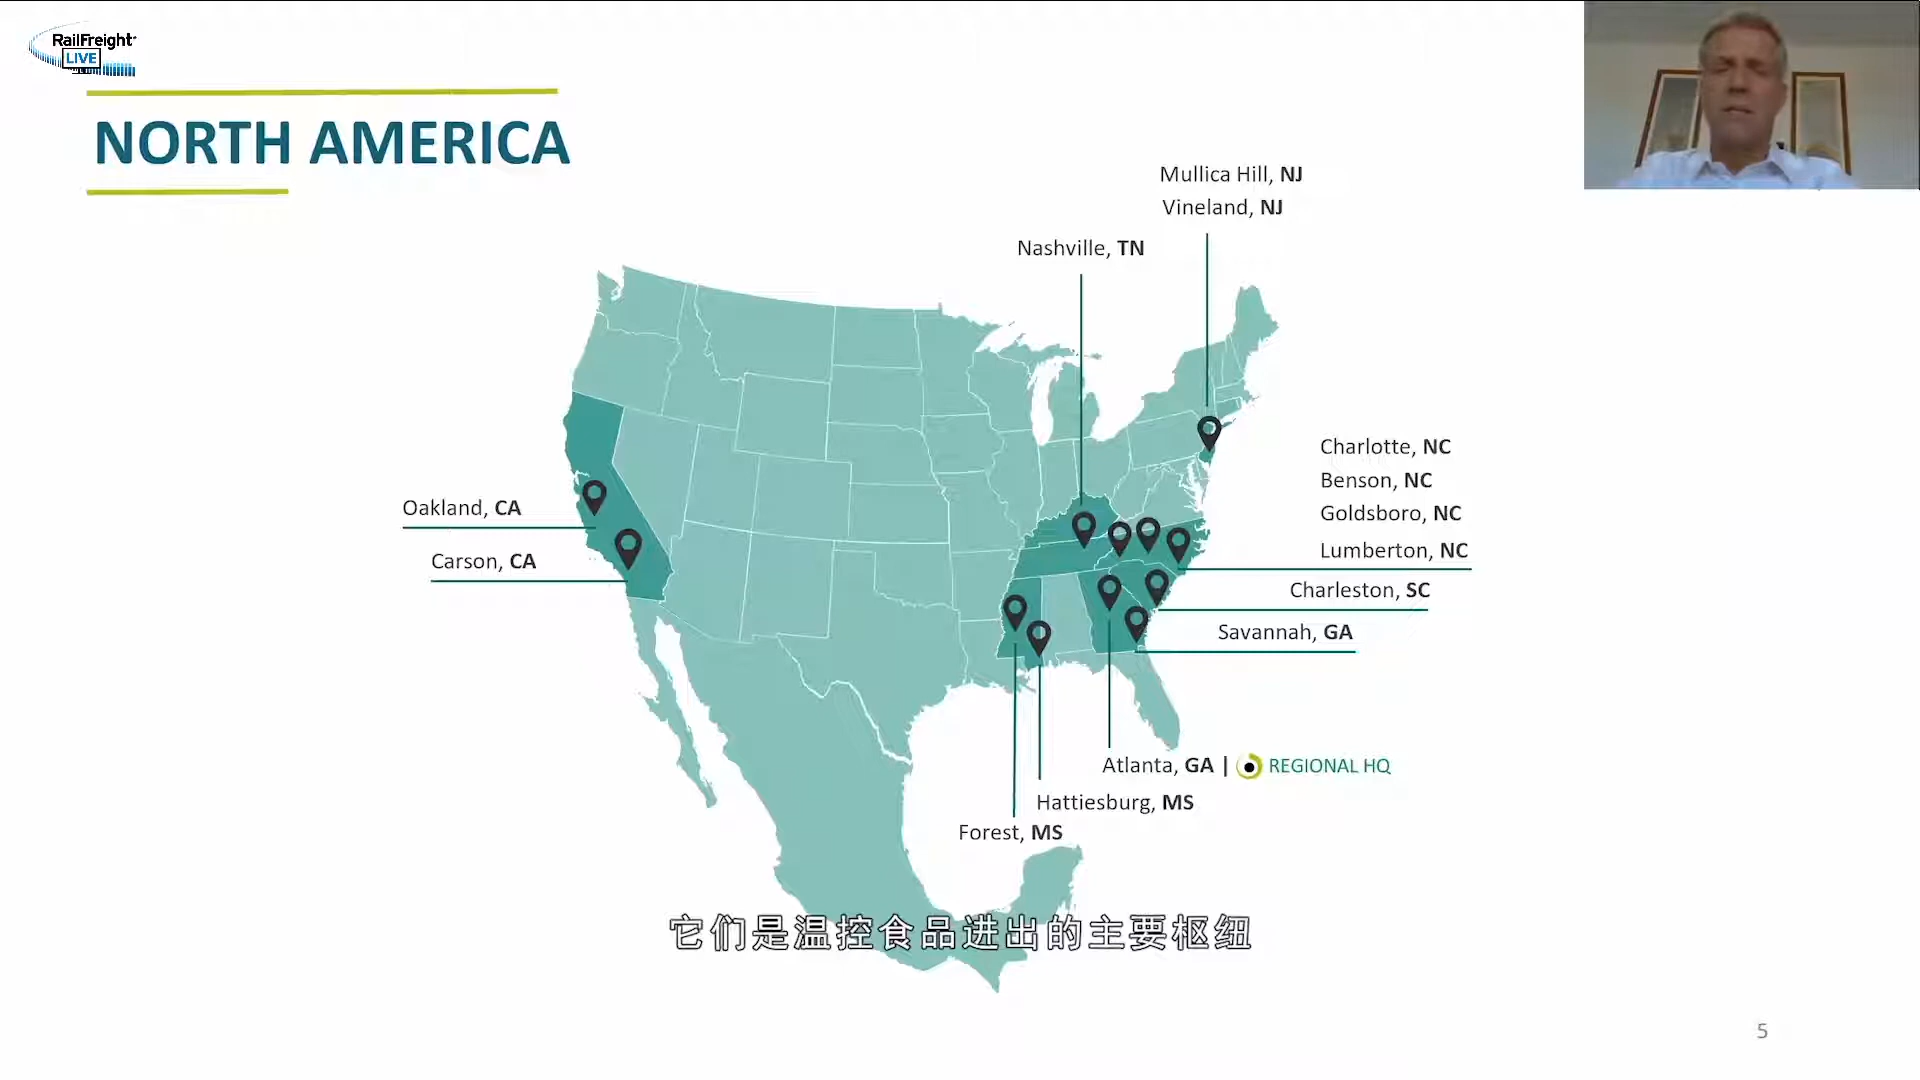 RailFreight
LIVE
NORTH AMERICA
Mullica Hill, NJ
Vineland, NJ
Nashville, TN
Charlotte, NC
Benson, NC
Goldsboro, NC
Lumberton, NC
Oakland, CA
Carson, CA
Charleston, SC
Savannah, GA
Atlanta, GA | REGIONAL HQ
Hattiesburg, MS
Forest, MS
它们是温控食品进出的主要枢纽
5